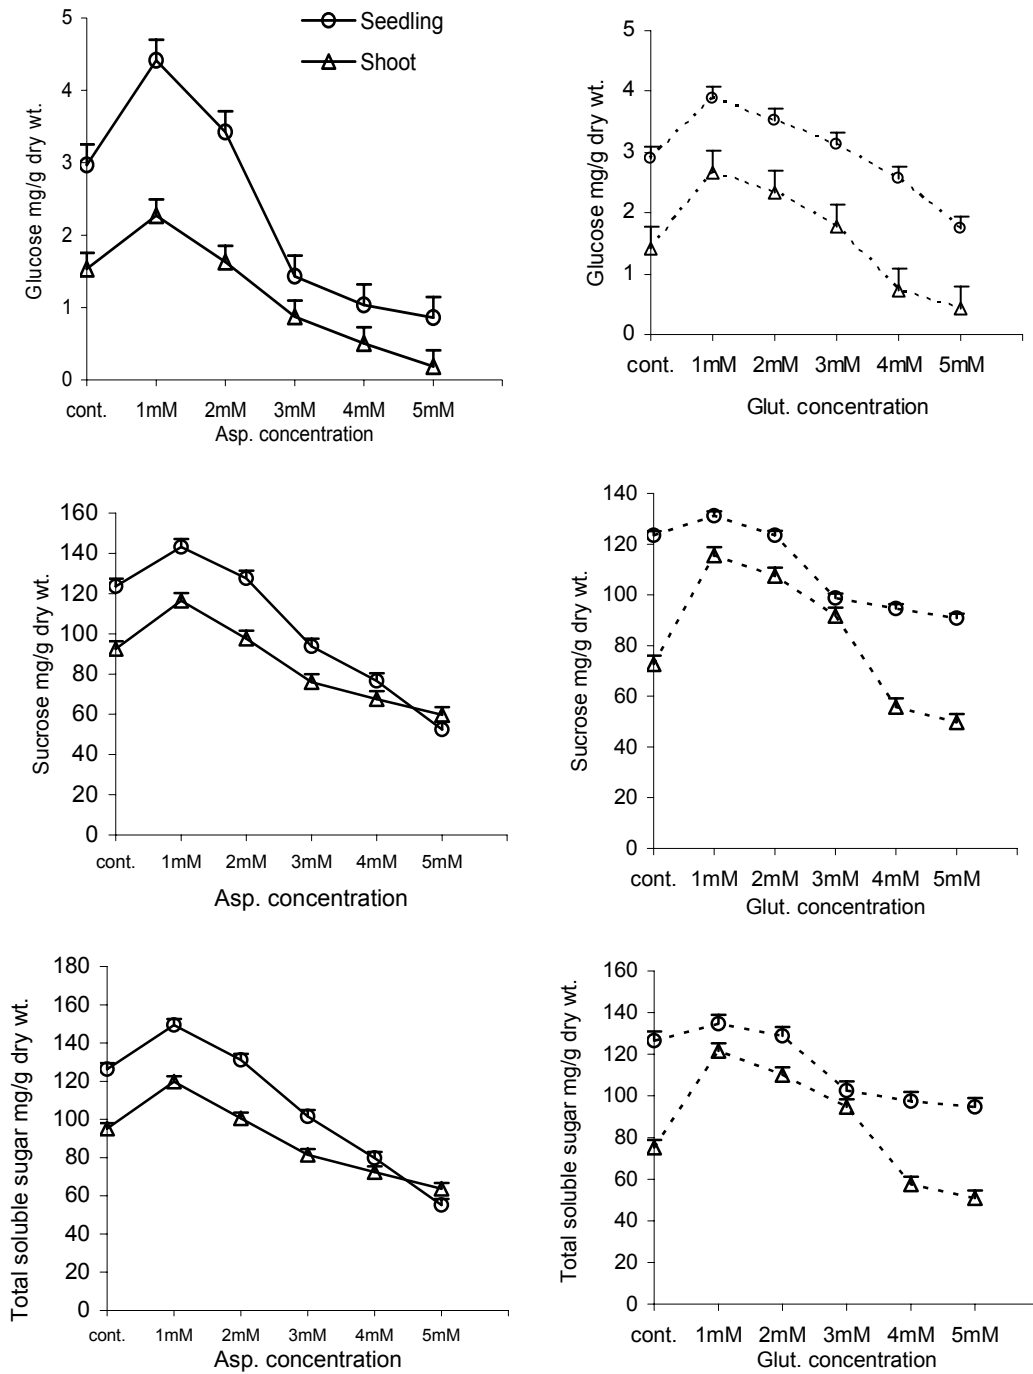 Seedling
Shoot
Glucose mg/g dry wt.
5
4
3
2
1
0
cont. 1mM 2mM 3mM 4mM 5mM
Asp. concentration
Glucose mg/g dry wt.
5
4
3
2
1
0
cont. 1mM 2mM 3mM 4mM 5mM
Glut. concentration
Sucrose mg/g dry wt.
160
140
120
100
80
60
40
20
0
cont. 1mM 2mM 3mM 4mM 5mM
Asp. concentration
Sucrose mg/g dry wt.
140
120
100
80
60
40
20
0
cont. 1mM 2mM 3mM 4mM 5mM
Glut. concentration
Total soluble sugar mg/g dry wt.
180
160
140
120
100
80
60
40
20
0
cont. 1mM 2mM 3mM 4mM 5mM
Asp. concentration
Total soluble sugar mg/g dry wt.
160
140
120
100
80
60
40
20
0
cont. 1mM 2mM 3mM 4mM 5mM
Glut. concentration